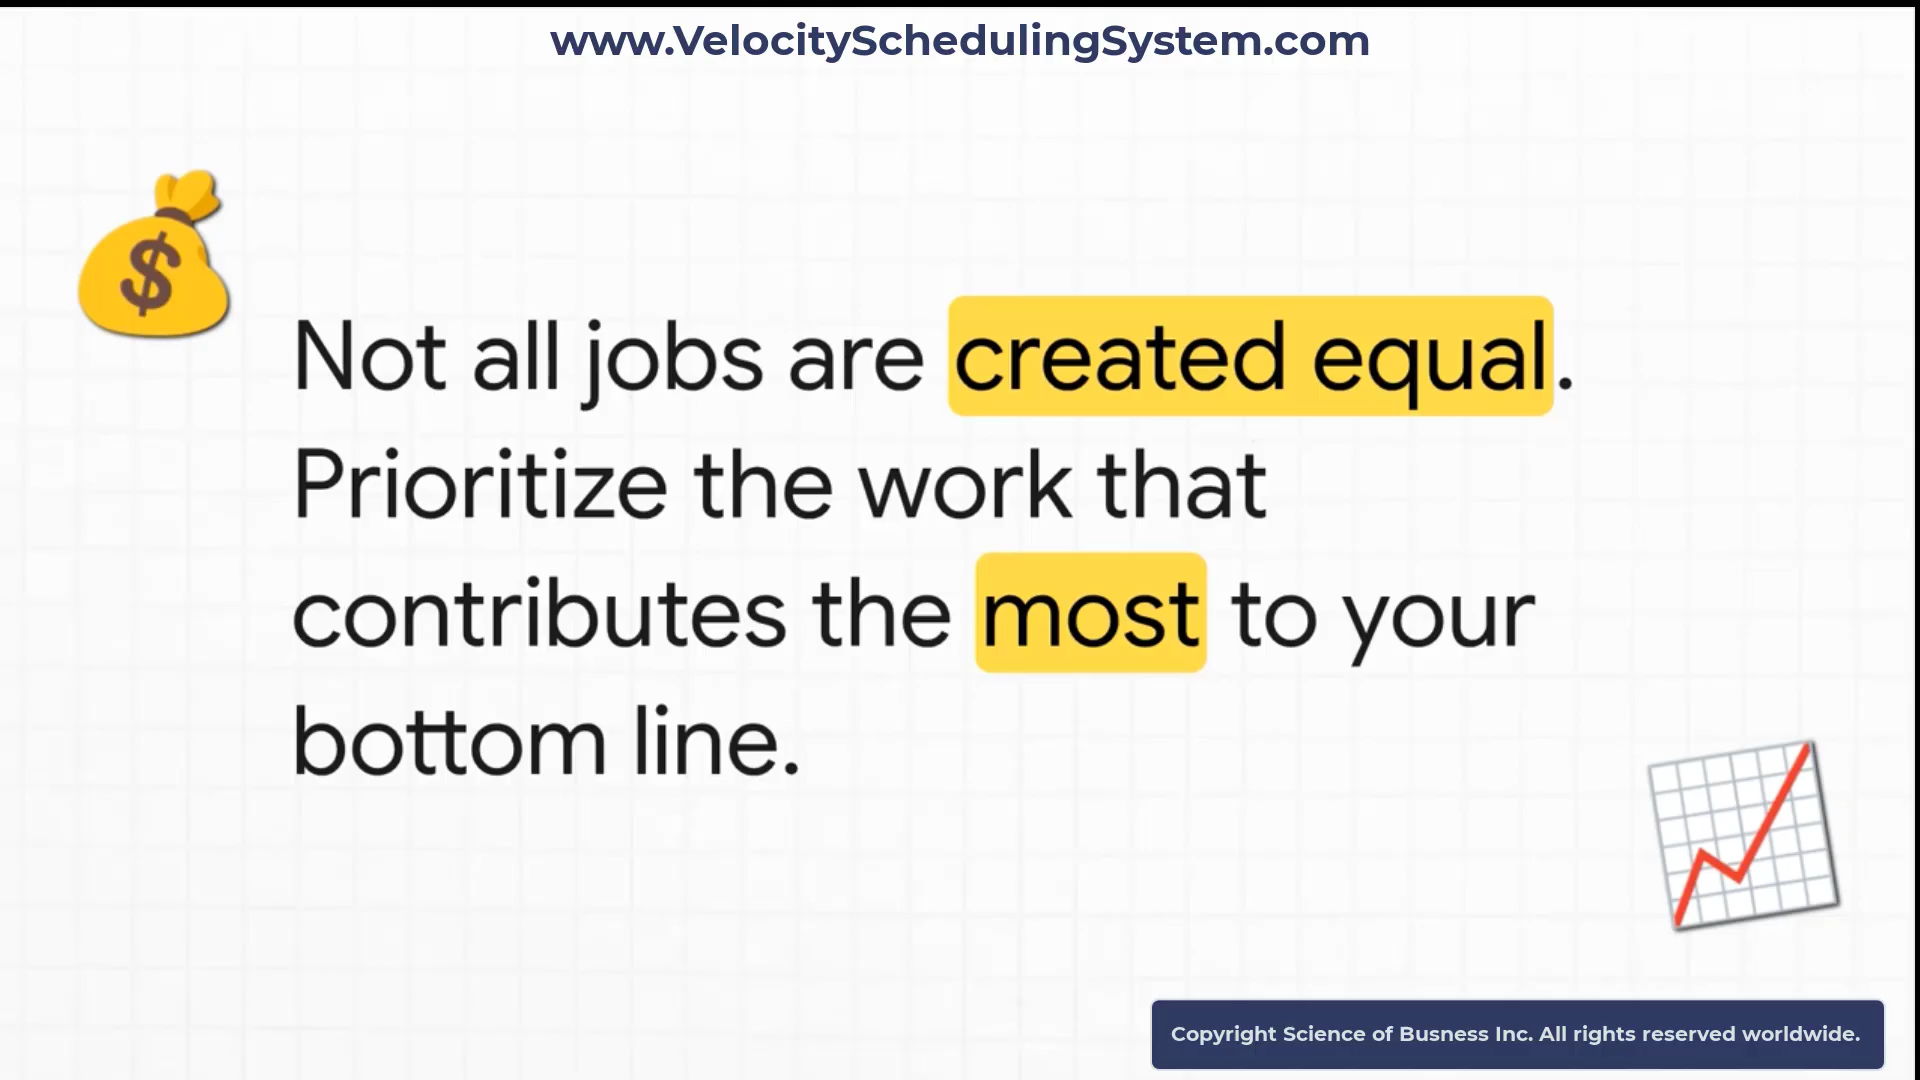 www.VelocitySchedulingSystem.com
$
Not all jobs are created equal.
Prioritize the work that
contributes the most to your
bottom line.
Copyright Science of Busness Inc. All rights reserved worldwide.